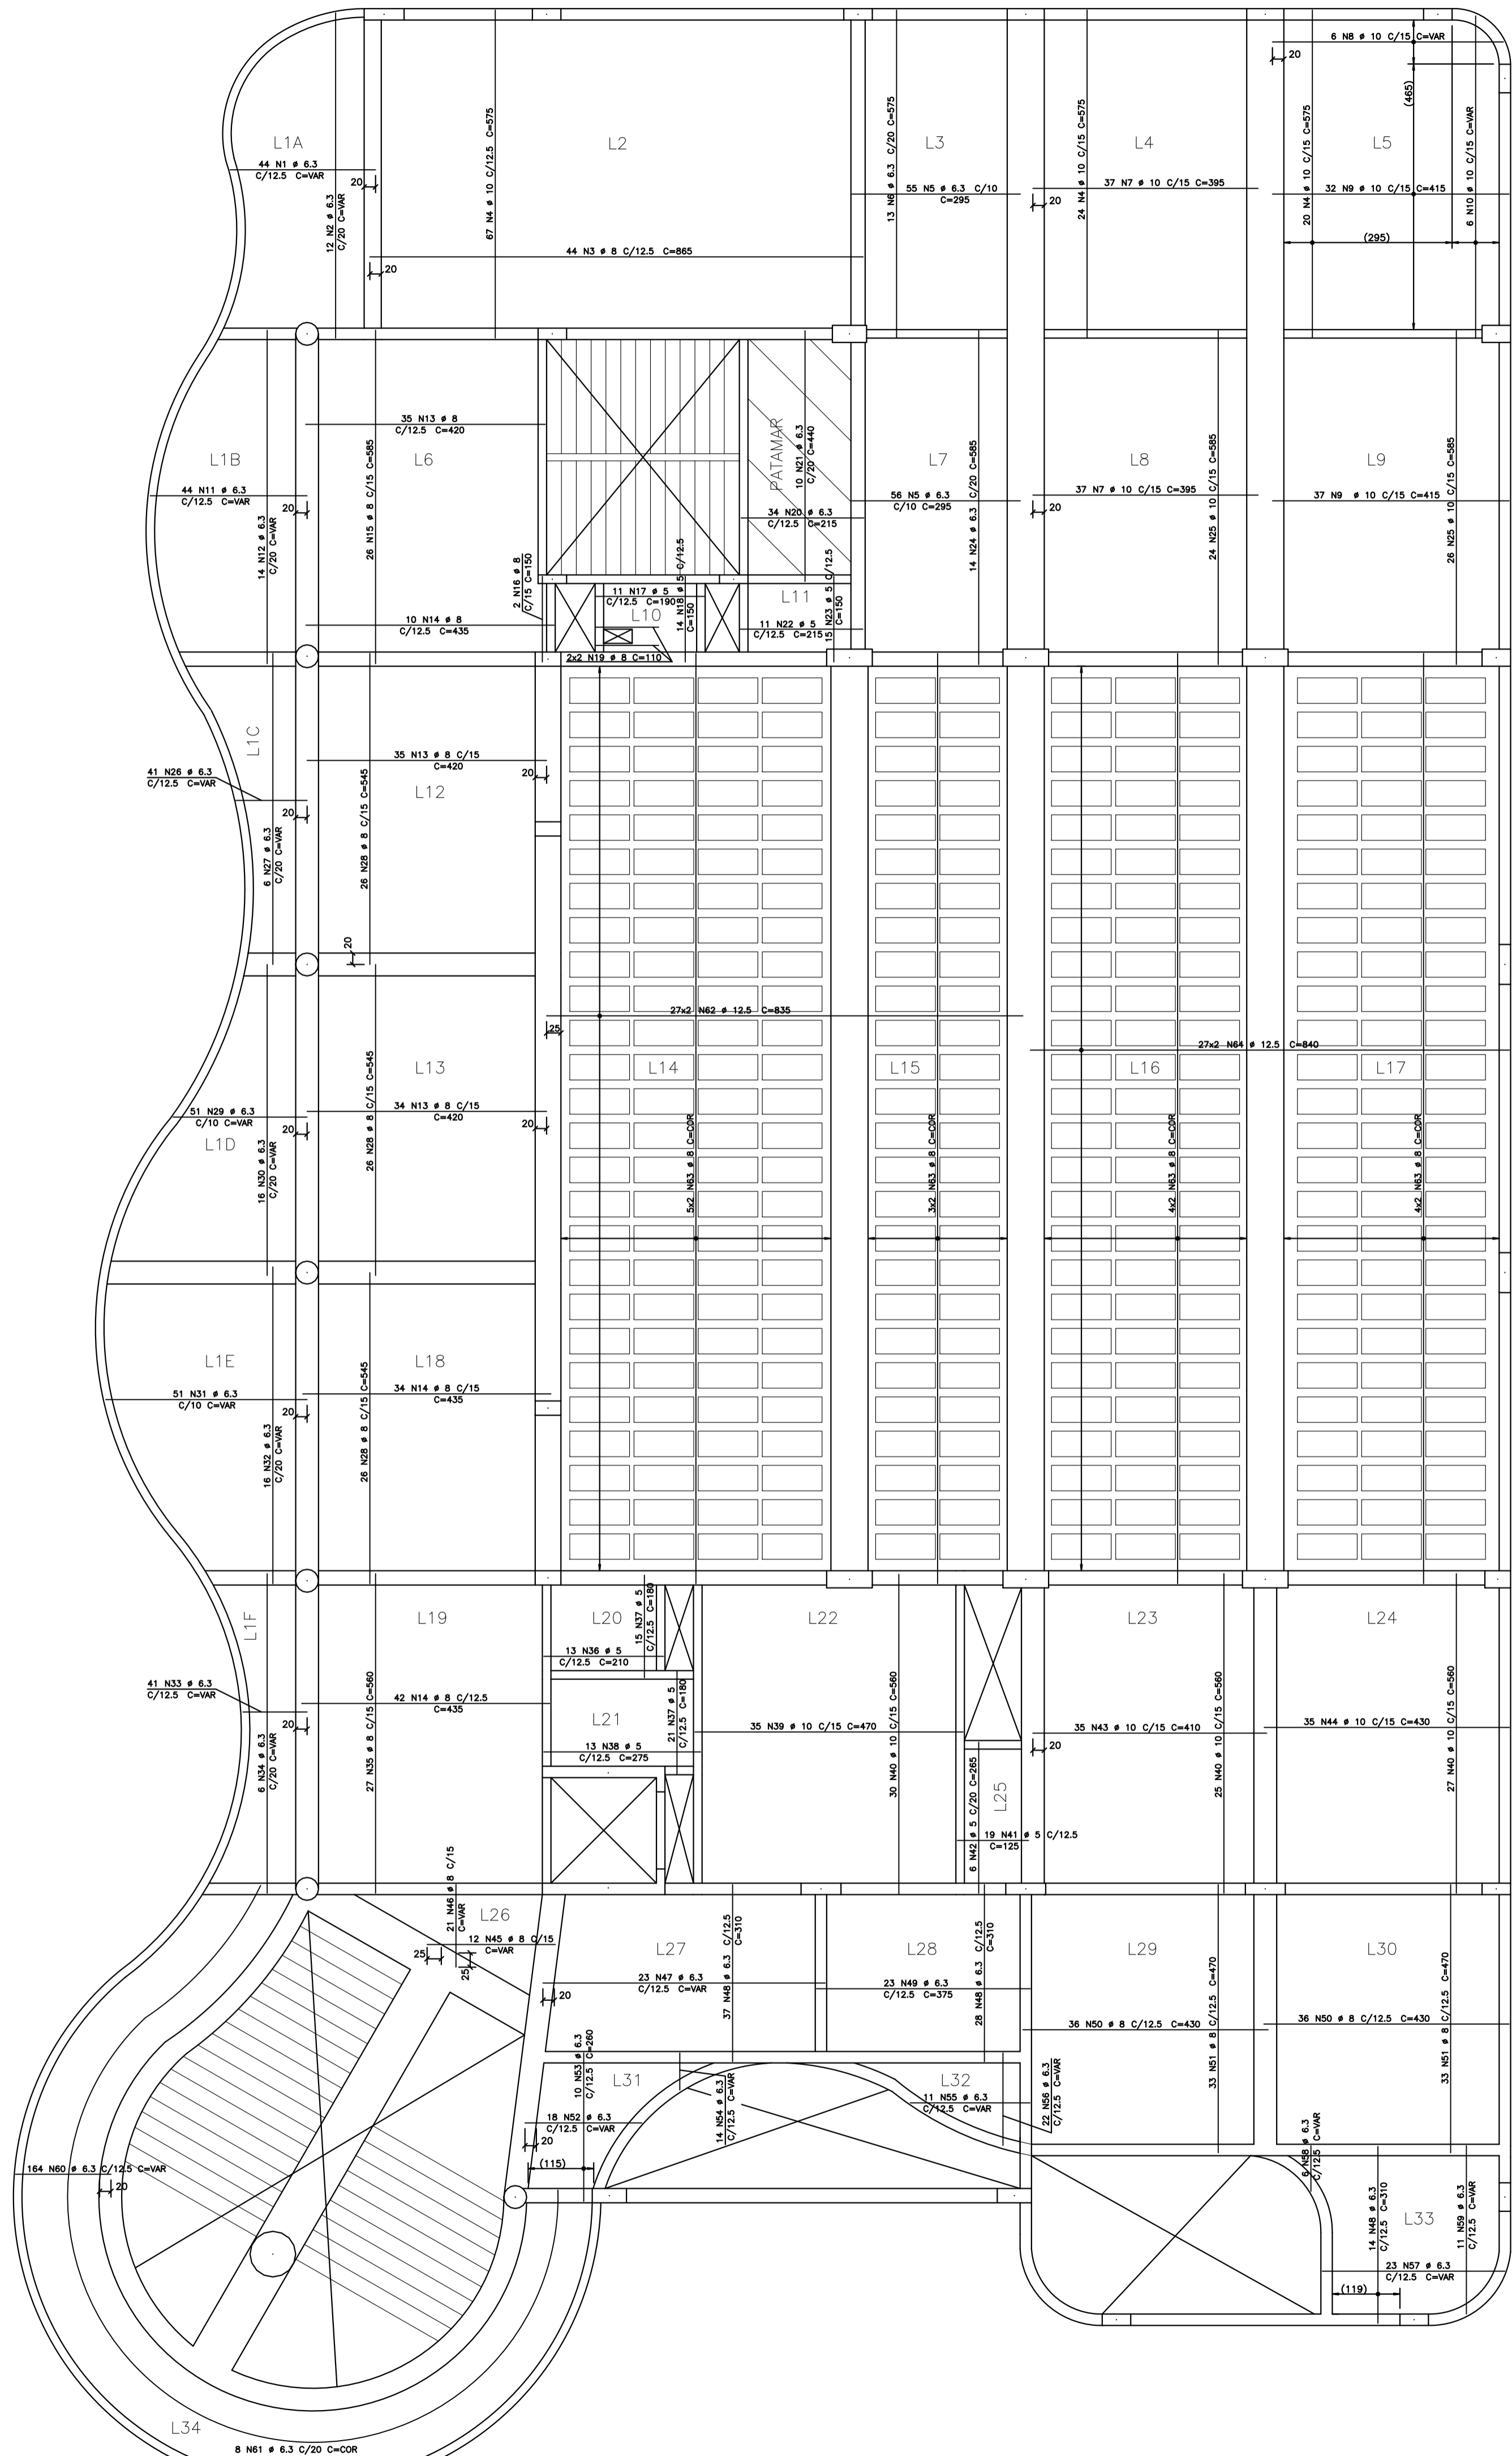 6 N8 ø 10 C/15 C=VAR
20
(465)
L1A
44 N1 ø 6.3
C/12.5 C=VAR
20
12 N2 ø 6.3
C/20 C=VAR
L2
67 N4 ø 10 C/12.5 C=575
44 N3 ø 8 C/12.5 C=865
20
L3
13 N6 ø 6.3 C/20 C=575
55 N5 ø 6.3 C/10
C=295
L4
24 N4 ø 10 C/15 C=575
37 N7 ø 10 C/15 C=395
20
L5
20 N4 ø 10 C/15 C=575
32 N9 ø 10 C/15 C=415
6 N10 ø 10 C/15 C=VAR
(295)
L1B
44 N11 ø 6.3
C/12.5 C=VAR
20
14 N12 ø 6.3
C/20 C=VAR
L6
35 N13 ø 8
C/12.5 C=420
26 N15 ø 8 C/15 C=585
10 N14 ø 8
C/12.5 C=435
2 N16 ø 8
C/15 C=150
PATAMAR
10 N21 ø 6.3
C/20 C=440
34 N20 ø 6.3
C/12.5 C=215
L10
11 N17 ø 5
C/12.5 C=190
14 N18 ø 5 C/12.5
C=150
2x2 N19 ø 8 C=110
L11
11 N22 ø 5
C/12.5 C=215
15 N23 ø 5 C/12.5
C=150
L7
56 N5 ø 6.3
C/10 C=295
14 N24 ø 6.3 C/20 C=585
L8
37 N7 ø 10 C/15 C=395
20
24 N25 ø 10 C/15 C=585
L9
37 N9 ø 10 C/15 C=415
26 N25 ø 10 C/15 C=585
L1C
41 N26 ø 6.3
C/12.5 C=VAR
20
6 N27 ø 6.3
C/20 C=VAR
L12
35 N13 ø 8 C/15
C=420
20
26 N28 ø 8 C/15 C=545
20
L13
34 N13 ø 8 C/15
C=420
20
26 N28 ø 8 C/15 C=545
L1D
51 N29 ø 6.3
C/10 C=VAR
20
16 N30 ø 6.3
C/20 C=VAR
27x2 N62 ø 12.5 C=835
25
27x2 N64 ø 12.5 C=840
L14
L15
L16
L17
5x2 N63 ø 8 C=COR
3x2 N63 ø 8 C=COR
4x2 N63 ø 8 C=COR
4x2 N63 ø 8 C=COR
L1E
51 N31 ø 6.3
C/10 C=VAR
20
16 N32 ø 6.3
C/20 C=VAR
L18
34 N14 ø 8 C/15
C=435
26 N28 ø 8 C/15 C=545
L1F
41 N33 ø 6.3
C/12.5 C=VAR
20
6 N34 ø 6.3
C/20 C=VAR
L19
42 N14 ø 8 C/12.5
C=435
27 N35 ø 8 C/15 C=560
L20
13 N36 ø 5
C/12.5 C=210
15 N37 ø 5
C/12.5 C=180
L21
13 N38 ø 5
C/12.5 C=275
21 N37 ø 5
C/12.5 C=180
L22
35 N39 ø 10 C/15 C=470
30 N40 ø 10 C/15 C=560
L25
6 N42 ø 5 C/20 C=265
19 N41 ø 5 C/12.5
C=125
L23
35 N43 ø 10 C/15 C=410
20
25 N40 ø 10 C/15 C=560
L24
35 N44 ø 10 C/15 C=430
27 N40 ø 10 C/15 C=560
L26
21 N46 ø 8 C/15
C=VAR
12 N45 ø 8 C/15
C=VAR
25
25
L27
23 N47 ø 6.3
C/12.5 C=VAR
20
37 N48 ø 6.3 C/12.5
C=310
L28
23 N49 ø 6.3
C/12.5 C=375
28 N48 ø 6.3 C/12.5
C=310
L29
36 N50 ø 8 C/12.5 C=430
33 N51 ø 8 C/12.5 C=470
L30
36 N50 ø 8 C/12.5 C=430
33 N51 ø 8 C/12.5 C=470
L31
10 N53 ø 6.3
C/12.5 C=260
18 N52 ø 6.3
C/12.5 C=VAR
20
(115)
14 N54 ø 6.3
C/12.5 C=VAR
L32
11 N55 ø 6.3
C/12.5 C=VAR
22 N56 ø 6.3
C/12.5 C=VAR
6 N58 ø 6.3
C/12.5 C=VAR
L33
14 N48 ø 6.3
C/12.5 C=310
11 N59 ø 6.3
C/12.5 C=VAR
23 N57 ø 6.3
C/12.5 C=VAR
(119)
164 N60 ø 6.3 C/12.5 C=VAR
20
L34
8 N61 ø 6.3 C/20 C=COR